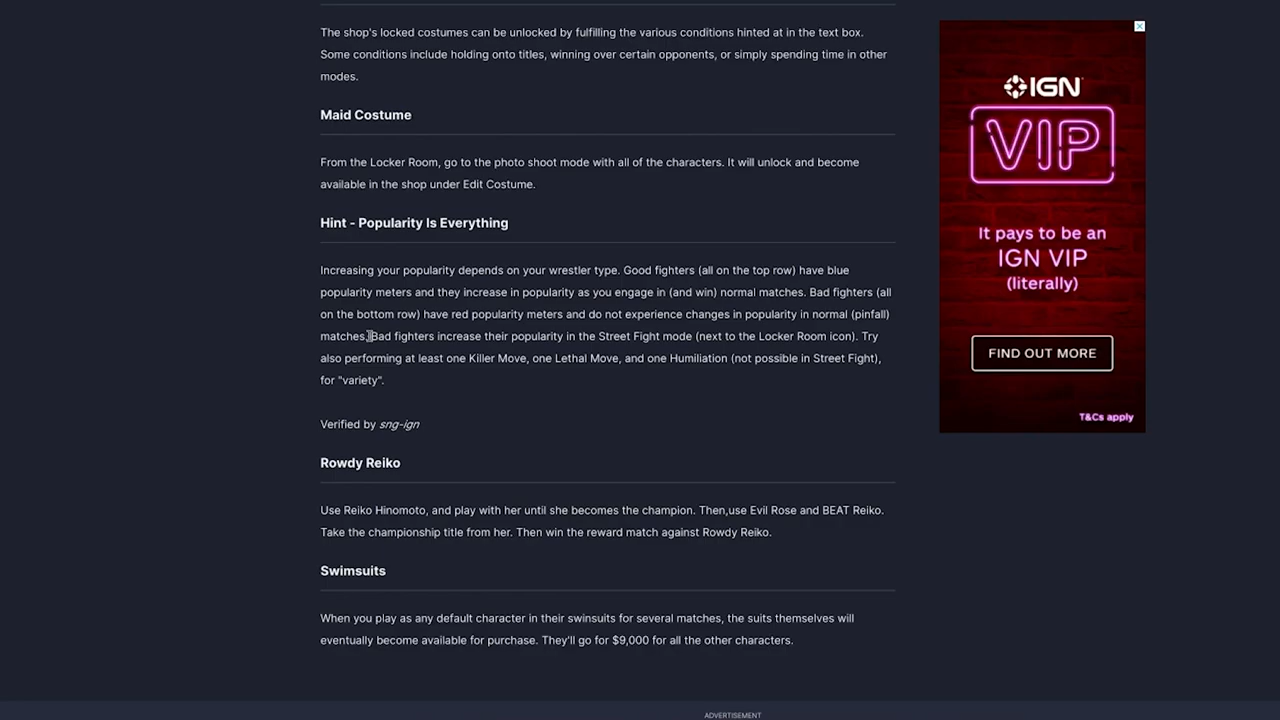 The shop's locked costumes can be unlocked by fulfilling the various conditions hinted at in the text box.
Some conditions include holding onto titles, winning over certain opponents, or simply spending time in other
modes.
Maid Costume
From the Locker Room, go to the photo shoot mode with all of the characters. It will unlock and become
available in the shop under Edit Costume.
Hint - Popularity Is Everything
Increasing your popularity depends on your wrestler type. Good fighters (all on the top row) have blue
popularity meters and they increase in popularity as you engage in (and win) normal matches. Bad fighters (all
on the bottom row) have red popularity meters and do not experience changes in popularity in normal (pinfall)
matches. Bad fighters increase their popularity in the Street Fight mode (next to the Locker Room icon). Try
also performing at least one Killer Move, one Lethal Move, and one Humiliation (not possible in Street Fight),
for "variety".
Verified by sng-ign
Rowdy Reiko
Use Reiko Hinomoto, and play with her until she becomes the champion. Then,use Evil Rose and BEAT Reiko.
Take the championship title from her. Then win the reward match against Rowdy Reiko.
Swimsuits
When you play as any default character in their swinsuits for several matches, the suits themselves will
eventually become available for purchase. They'll go for $9,000 for all the other characters.
IGN
VIP
It pays to be an
IGN VIP
(literally)
FIND OUT MORE
T&Cs apply
ADVERTISEMENT